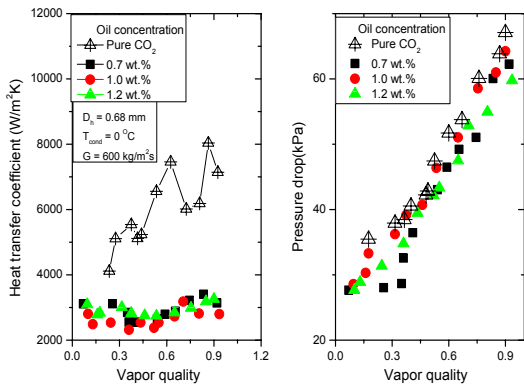 Oil concentration
Pure CO₂
0.7 wt.%
1.0 wt.%
1.2 wt.%
Dₕ = 0.68 mm
T_cond = 0 °C
G = 600 kg/m²s
Heat transfer coefficient (W/m²K)
12000
10000
8000
6000
4000
2000
0.0
0.3
0.6
0.9
1.2
Vapor quality
Oil concentration
Pure CO₂
0.7 wt.%
1.0 wt.%
1.2 wt.%
Pressure drop(kPa)
60
40
20
0.0
0.3
0.6
0.9
Vapor quality